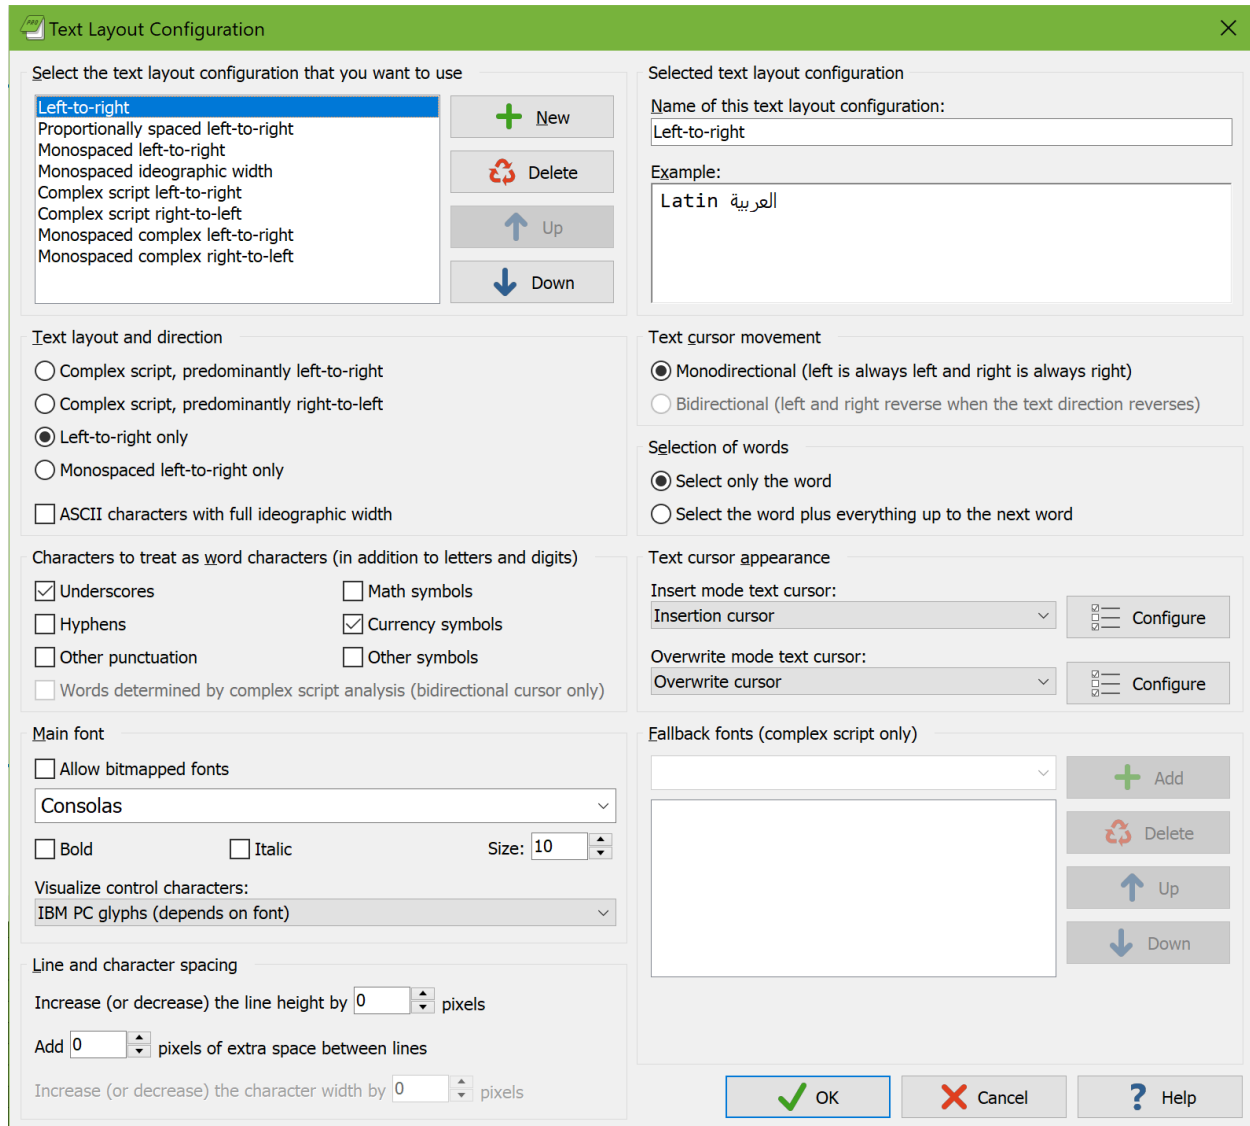 PRO
Text Layout Configuration
Select the text layout configuration that you want to use
Left-to-right
Proportionally spaced left-to-right
Monospaced left-to-right
Monospaced ideographic width
Complex script left-to-right
Complex script right-to-left
Monospaced complex left-to-right
Monospaced complex right-to-left
New
Delete
Up
Down
Selected text layout configuration
Name of this text layout configuration:
Left-to-right
Example:
Latin العربية
Text layout and direction
Complex script, predominantly left-to-right
Complex script, predominantly right-to-left
Left-to-right only
Monospaced left-to-right only
ASCII characters with full ideographic width
Text cursor movement
Monodirectional (left is always left and right is always right)
Bidirectional (left and right reverse when the text direction reverses)
Selection of words
Select only the word
Select the word plus everything up to the next word
Characters to treat as word characters (in addition to letters and digits)
Underscores
Math symbols
Hyphens
Currency symbols
Other punctuation
Other symbols
Words determined by complex script analysis (bidirectional cursor only)
Text cursor appearance
Insert mode text cursor:
Insertion cursor
Configure
Overwrite mode text cursor:
Overwrite cursor
Configure
Main font
Allow bitmapped fonts
Consolas
Bold
Italic
Size: 10
Visualize control characters:
IBM PC glyphs (depends on font)
Fallback fonts (complex script only)
Add
Delete
Up
Down
Line and character spacing
Increase (or decrease) the line height by 0 pixels
Add 0 pixels of extra space between lines
Increase (or decrease) the character width by 0 pixels
OK
Cancel
? Help